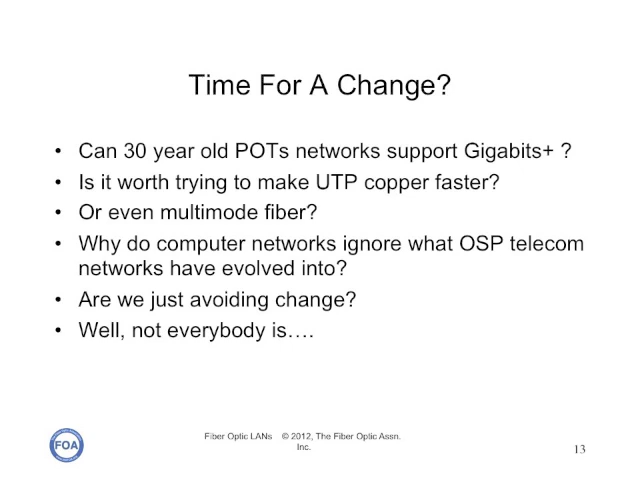 Time For A Change?
• Can 30 year old POTs networks support Gigabits+ ?
• Is it worth trying to make UTP copper faster?
• Or even multimode fiber?
• Why do computer networks ignore what OSP telecom
networks have evolved into?
• Are we just avoiding change?
• Well, not everybody is….
FOA
Fiber Optic LANs © 2012, The Fiber Optic Assn.
Inc.
13